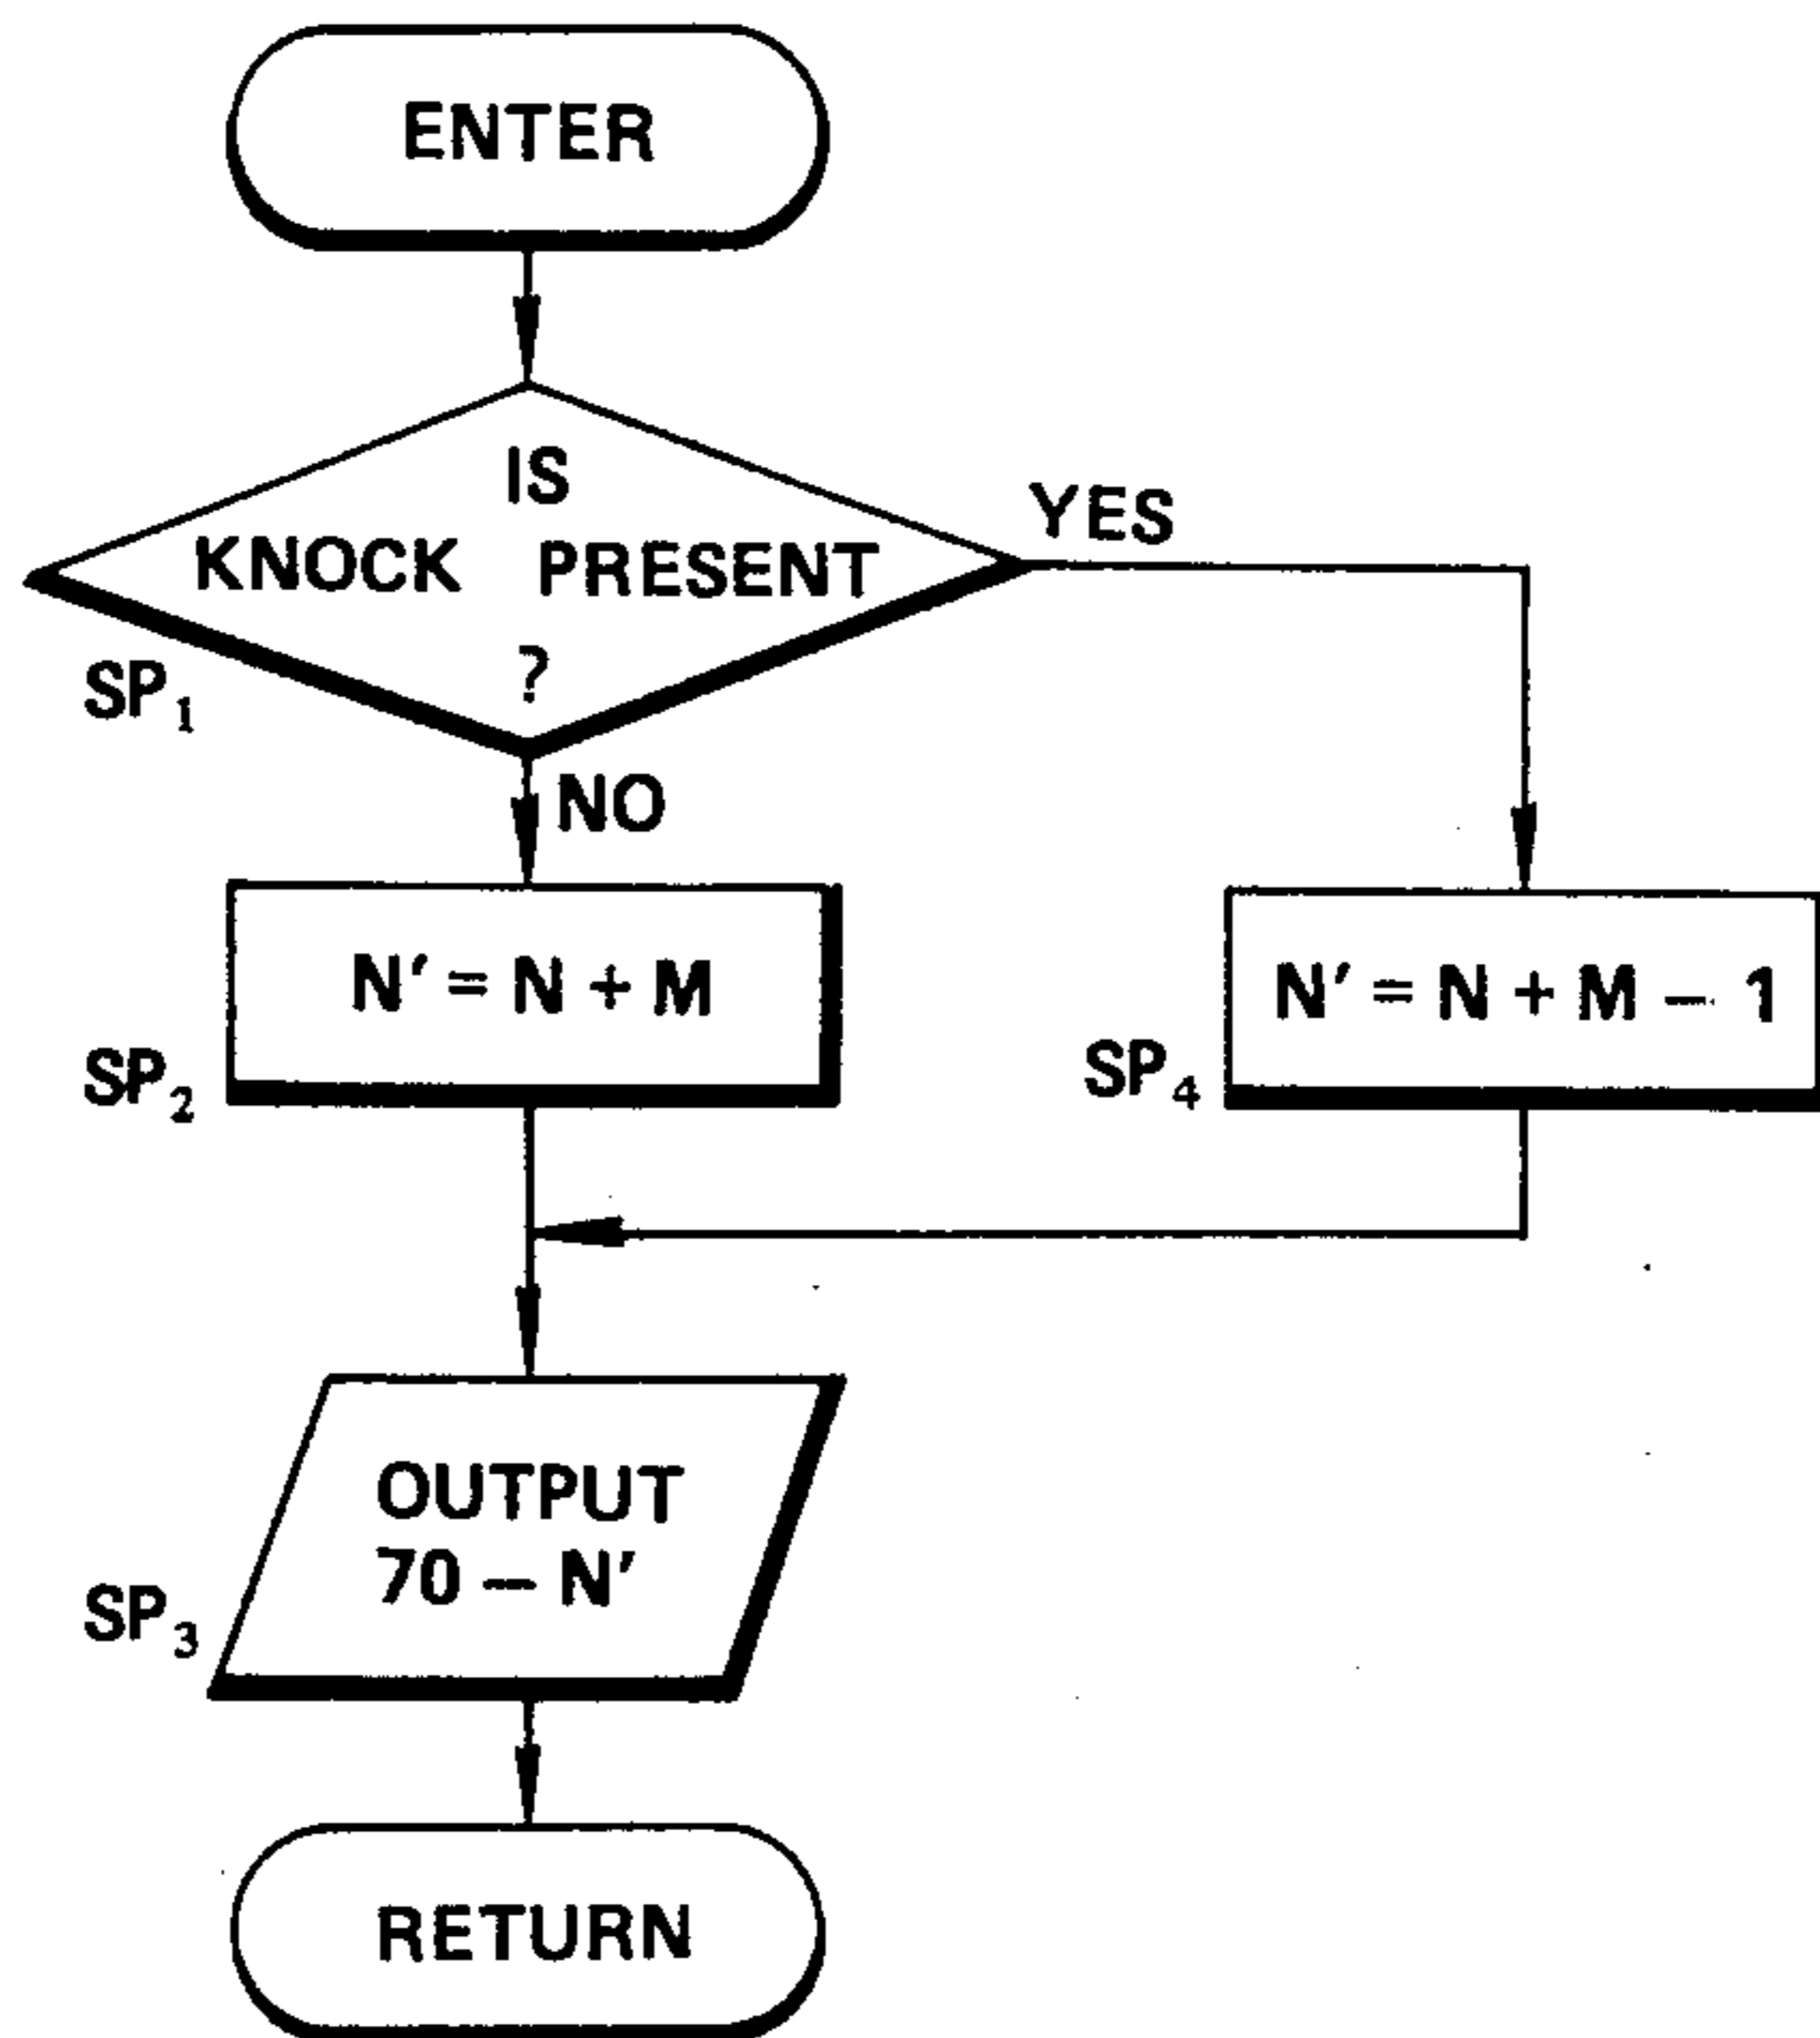 ENTER
IS
KNOCK PRESENT
?
YES
SP₁
NO
N′ = N + M
SP₂
N′ = N + M − 1
SP₄
OUTPUT
70 − N′
SP₃
RETURN